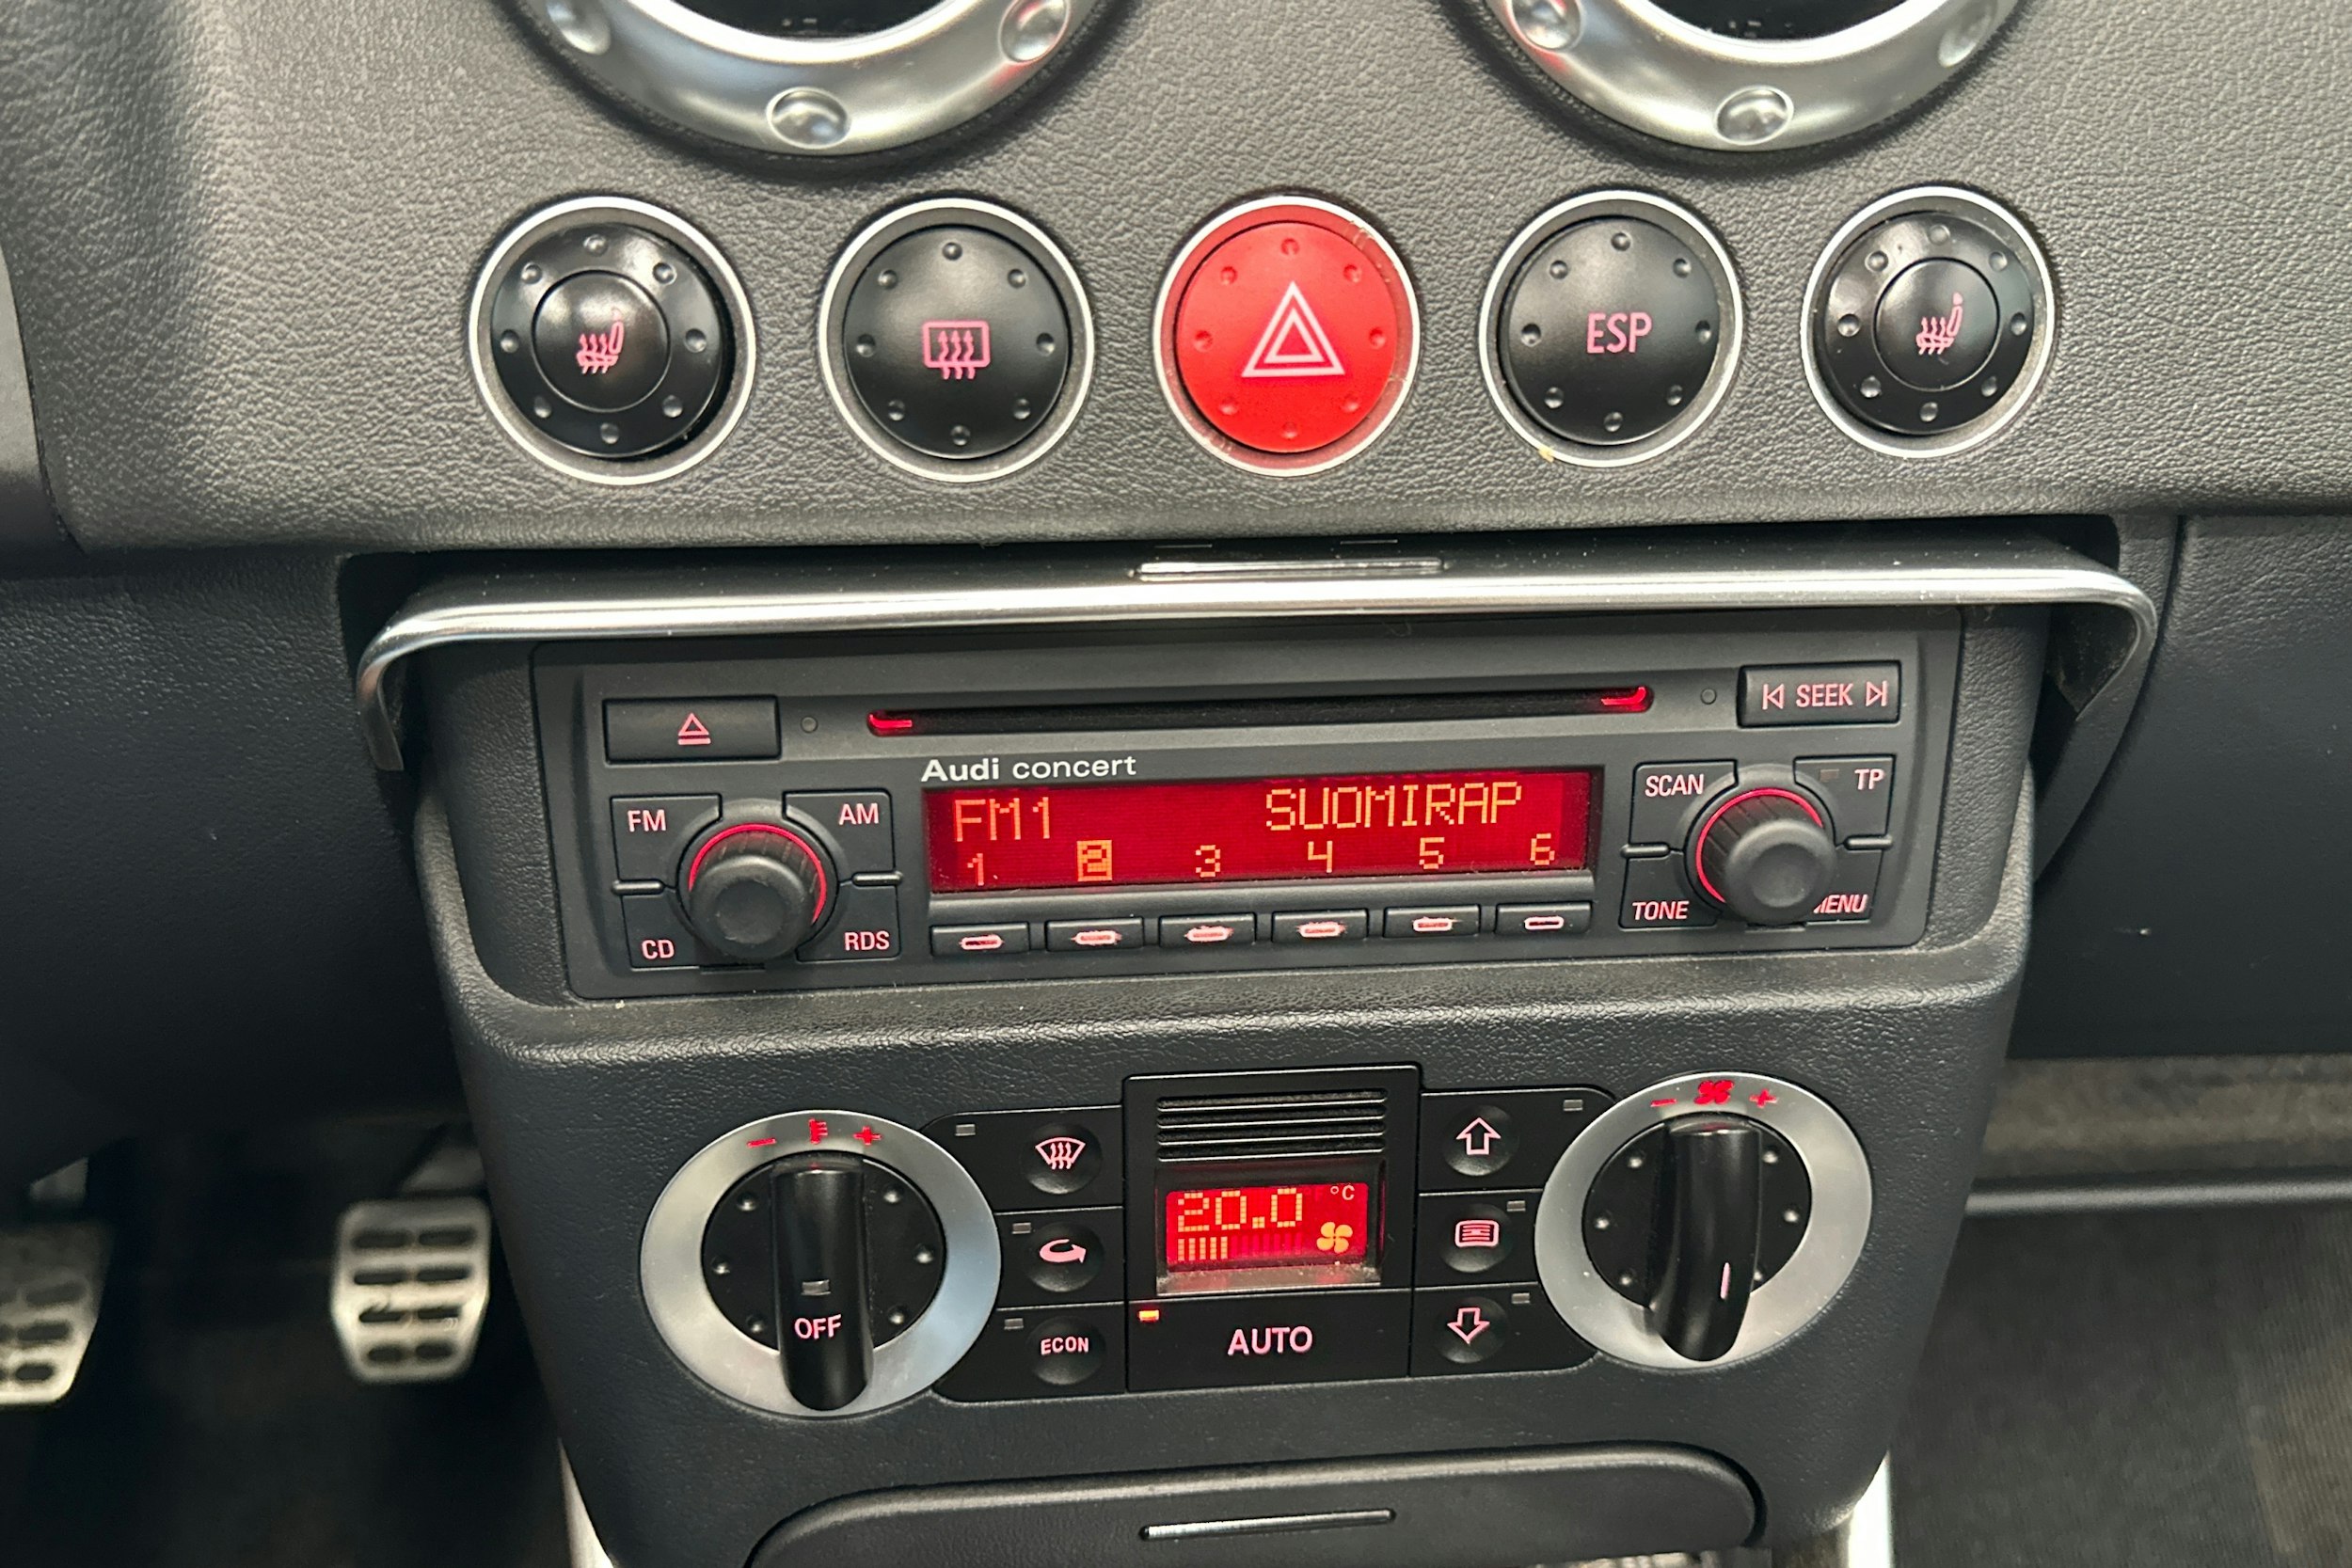 ESP
SEEK
Audi concert
FM AM
FM1 SUOMIRAP
1 2 3 4 5 6
CD RDS
SCAN TP
TONE MENU
20.0 °C
OFF
ECON
AUTO